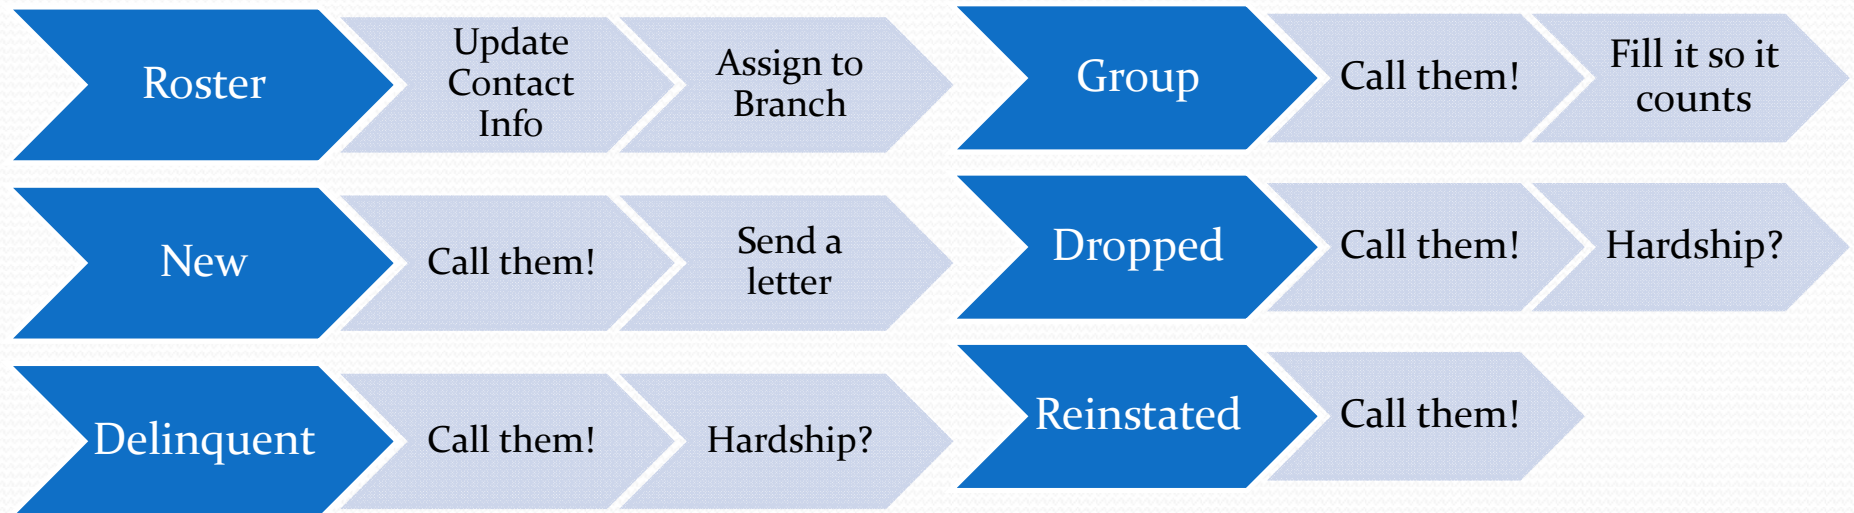 Roster
Update
Contact
Info
Assign to
Branch
New
Call them!
Send a
letter
Delinquent
Call them!
Hardship?
Group
Call them!
Fill it so it
counts
Dropped
Call them!
Hardship?
Reinstated
Call them!